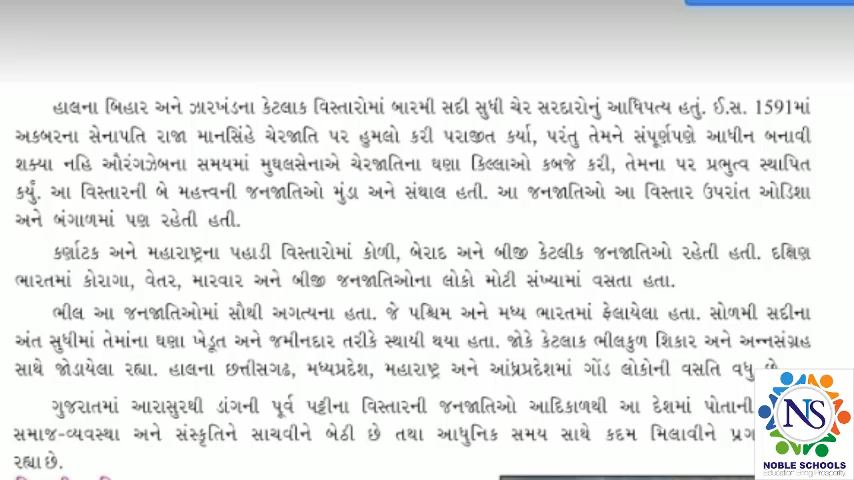 હાલના બિહાર અને ઝારખંડના કેટલાક વિસ્તારોમાં બારમી સદી સુધી ચેર સરદારોનું આધિપત્ય હતું. ઈ.સ. 1591માં
અકબરના સેનાપતિ રાજા માનસિંહે ચેરજાતિ પર હુમલો કરી પરાજીત કર્યા, પરંતુ તેમને સંપૂર્ણપણે આધીન બનાવી
શક્યા નહિ ઔરંગઝેબના સમયમાં મુઘલસેનાએ ચેરજાતિના ઘણા કિલ્લાઓ કબજે કરી, તેમના પર પ્રભુત્વ સ્થાપિત
કર્યું. આ વિસ્તારની બે મહત્ત્વની જનજાતિઓ મુંડા અને સંથાલ હતી. આ જનજાતિઓ આ વિસ્તાર ઉપરાંત ઓડિશા
અને બંગાળમાં પણ રહેતી હતી.
કર્ણાટક અને મહારાષ્ટ્રના પહાડી વિસ્તારોમાં કોળી, બેરાદ અને બીજી કેટલીક જનજાતિઓ રહેતી હતી. દક્ષિણ
ભારતમાં કોરાગા, વેતર, મારવાર અને બીજી જનજાતિઓના લોકો મોટી સંખ્યામાં વસતા હતા.
ભીલ આ જનજાતિઓમાં સૌથી અગત્યના હતા. જે પશ્ચિમ અને મધ્ય ભારતમાં ફેલાયેલા હતા. સોળમી સદીના
અંત સુધીમાં તેમાંના ઘણા ખેડૂત અને જમીનદાર તરીકે સ્થાયી થયા હતા. જોકે કેટલાક ભીલકુળ શિકાર અને અન્નસંગ્રહ
સાથે જોડાયેલા રહ્યા. હાલના છત્તીસગઢ, મધ્યપ્રદેશ, મહારાષ્ટ્ર અને આંધ્રપ્રદેશમાં ગોંડ લોકોની વસતિ વધુ છે.
ગુજરાતમાં આરાસુરથી ડાંગની પૂર્વ પટ્ટીના વિસ્તારની જનજાતિઓ આદિકાળથી આ દેશમાં પોતાની
સમાજ-વ્યવસ્થા અને સંસ્કૃતિને સાચવીને બેઠી છે તથા આધુનિક સમય સાથે કદમ મિલાવીને
રહ્યા છે.
NS
NOBLE SCHOOLS
Education Bring Prosperity